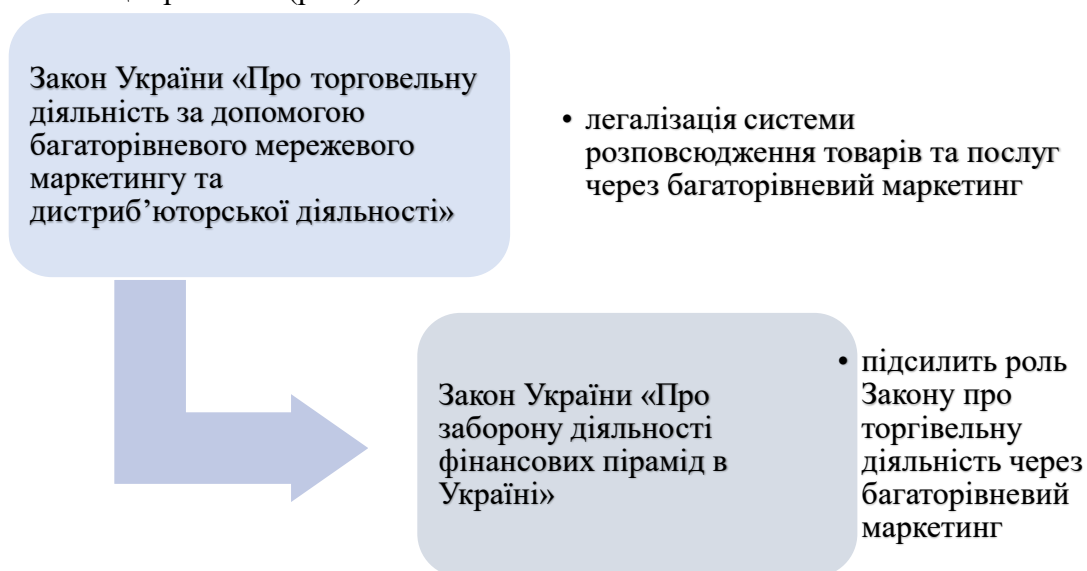 Закон України «Про торговельну
діяльність за допомогою
багаторівневого мережевого
маркетингу та
дистриб’юторської діяльності»
• легалізація системи
розповсюдження товарів та послуг
через багаторівневий маркетинг
Закон України «Про
заборону діяльності
фінансових пірамід в
Україні»
• підсилить роль
Закону про
торгівельну
діяльність через
багаторівневий
маркетинг